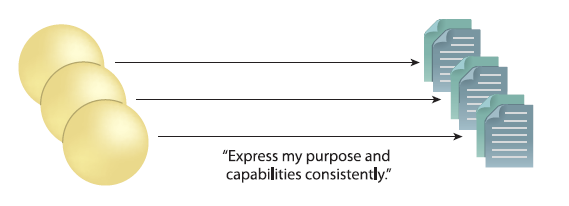 “Express my purpose and
capabilities consistently.”